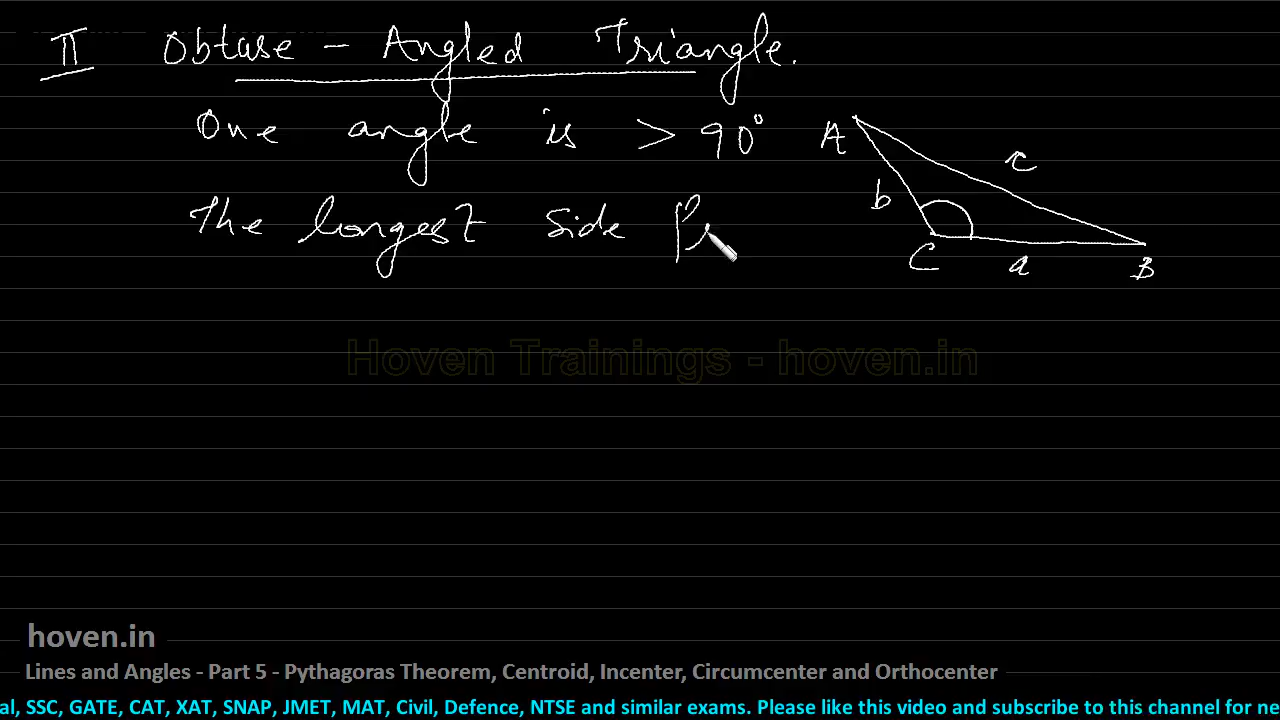 II Obtuse - Angled Triangle.
One angle is > 90°
The longest side
A
b
c
C
a
B
Hoven Trainings - hoven.in
hoven.in
Lines and Angles - Part 5 - Pythagoras Theorem, Centroid, Incenter, Circumcenter and Orthocenter
al, SSC, GATE, CAT, XAT, SNAP, JMET, MAT, Civil, Defence, NTSE and similar exams. Please like this video and subscribe to this channel for ne